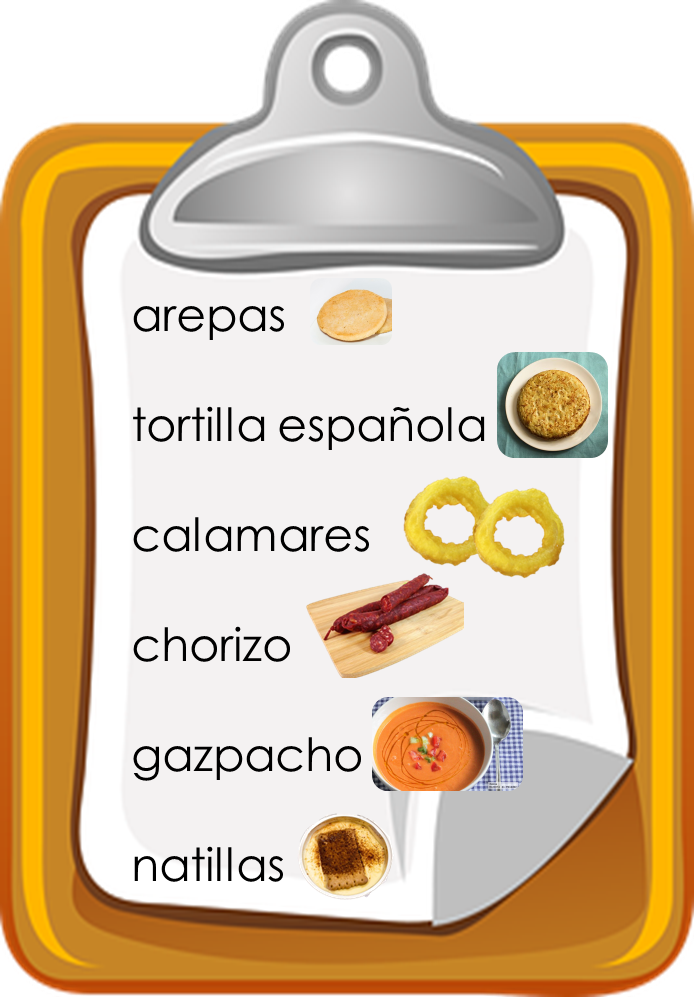 arepas
tortilla española
calamares
chorizo
gazpacho
natillas